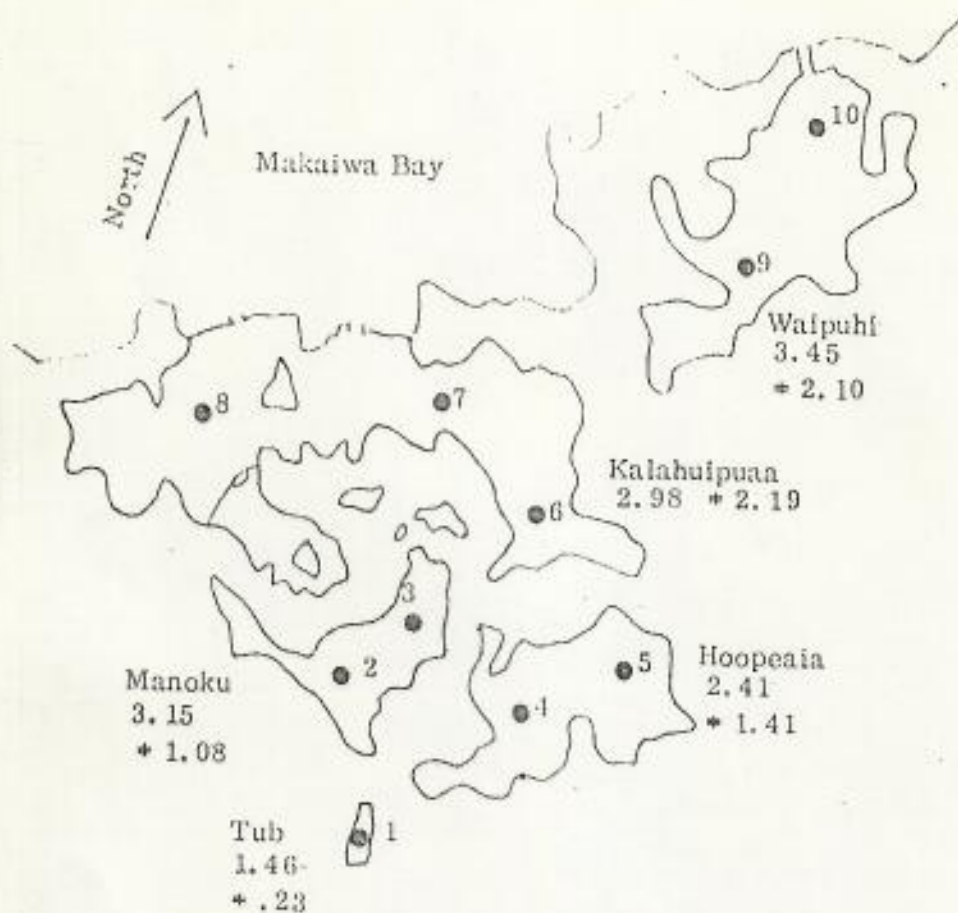 North
Makaiwa Bay
10
9
Waipuhi
3.45
* 2.10
8
7
Kalahuipuaa
2.98 * 2.19
6
3
2
Manoku
3.15
* 1.08
5
4
Hoopeaia
2.41
* 1.41
1
Tub
1.46
* .23